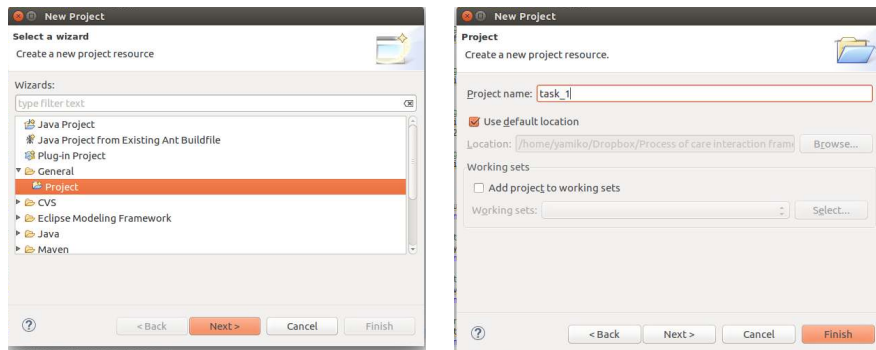 New Project
Select a wizard
Create a new project resource
Wizards:
type filter text
Java Project
Java Project from Existing Ant Buildfile
Plug-in Project
General
Project
CVS
Eclipse Modeling Framework
Java
Maven
< Back Next > Cancel Finish
New Project
Project
Create a new project resource.
Project name: task_1
Use default location
Location: /home/yamiko/Dropbox/Process of care interaction frame Browse...
Working sets
Add project to working sets
Working sets: Select...
< Back Next > Cancel Finish